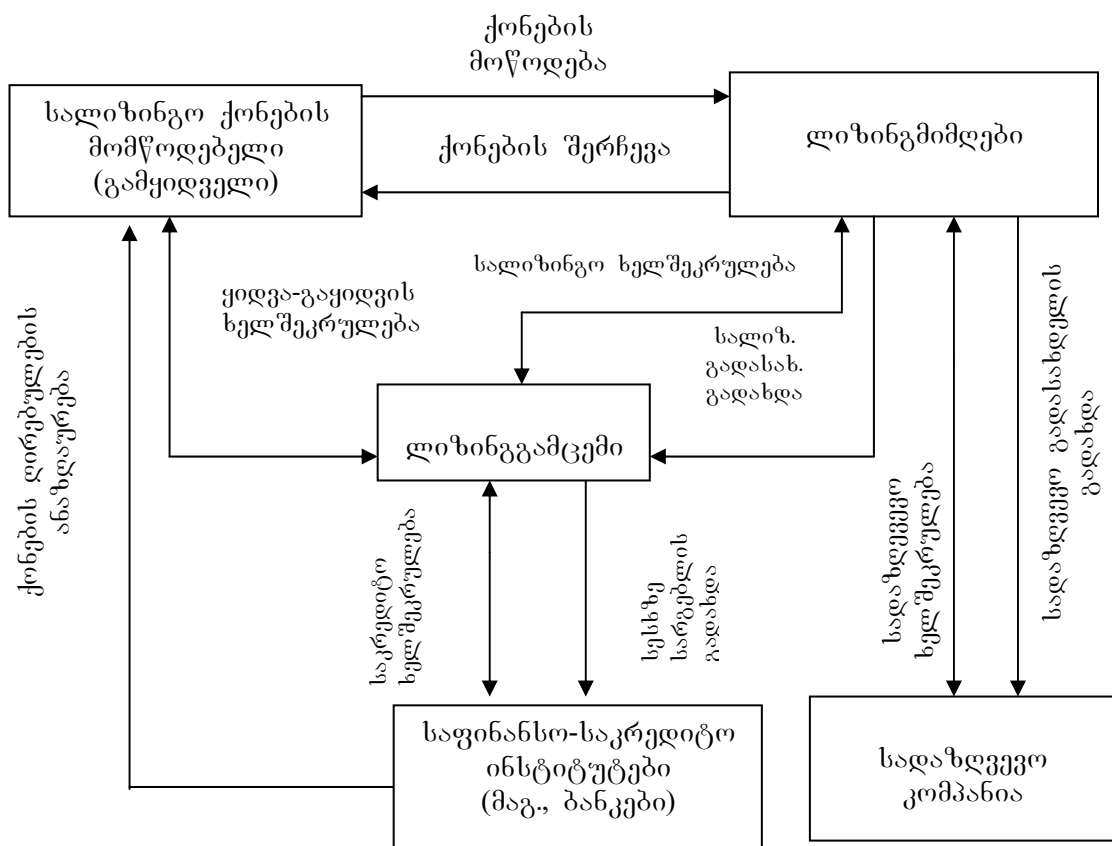 ქონების
მოწოდება
სალიზინგო ქონების
მომწოდებელი
(გამყიდველი)
ლიზინგმიმღები
ქონების შერჩევა
სალიზინგო ხელშეკრულება
ყიდვა-გაყიდვის
ხელშეკრულება
სალიზ.
გადასახ.
გადახდა
ლიზინგგამცემი
ქონების ღირებულების
ანაზღაურება
საკრედიტო
ხელშეკრულება
სესხზე
სარგებლის
გადახდა
სადაზღევევო
ხელშეკრულება
სადაზღვევო გადასახდელის
გადახდა
საფინანსო-საკრედიტო
ინსტიტუტები
(მაგ., ბანკები)
სადაზღვევო
კომპანია